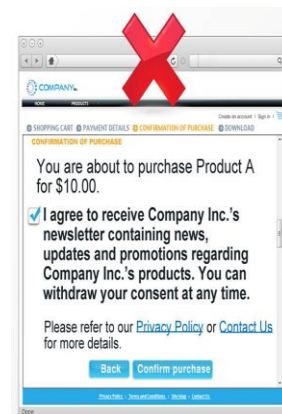 COMPANY
HOME PRODUCTS
Create an account | Sign in |
SHOPPING CART PAYMENT DETAILS CONFIRMATION OF PURCHASE DOWNLOAD
CONFIRMATION OF PURCHASE
You are about to purchase Product A
for $10.00.
I agree to receive Company Inc.'s
newsletter containing news,
updates and promotions regarding
Company Inc.'s products. You can
withdraw your consent at any time.
Please refer to our Privacy Policy or Contact Us
for more details.
Back Confirm purchase
Privacy Policy | Terms and Conditions | Site Map | Contact Us
Done